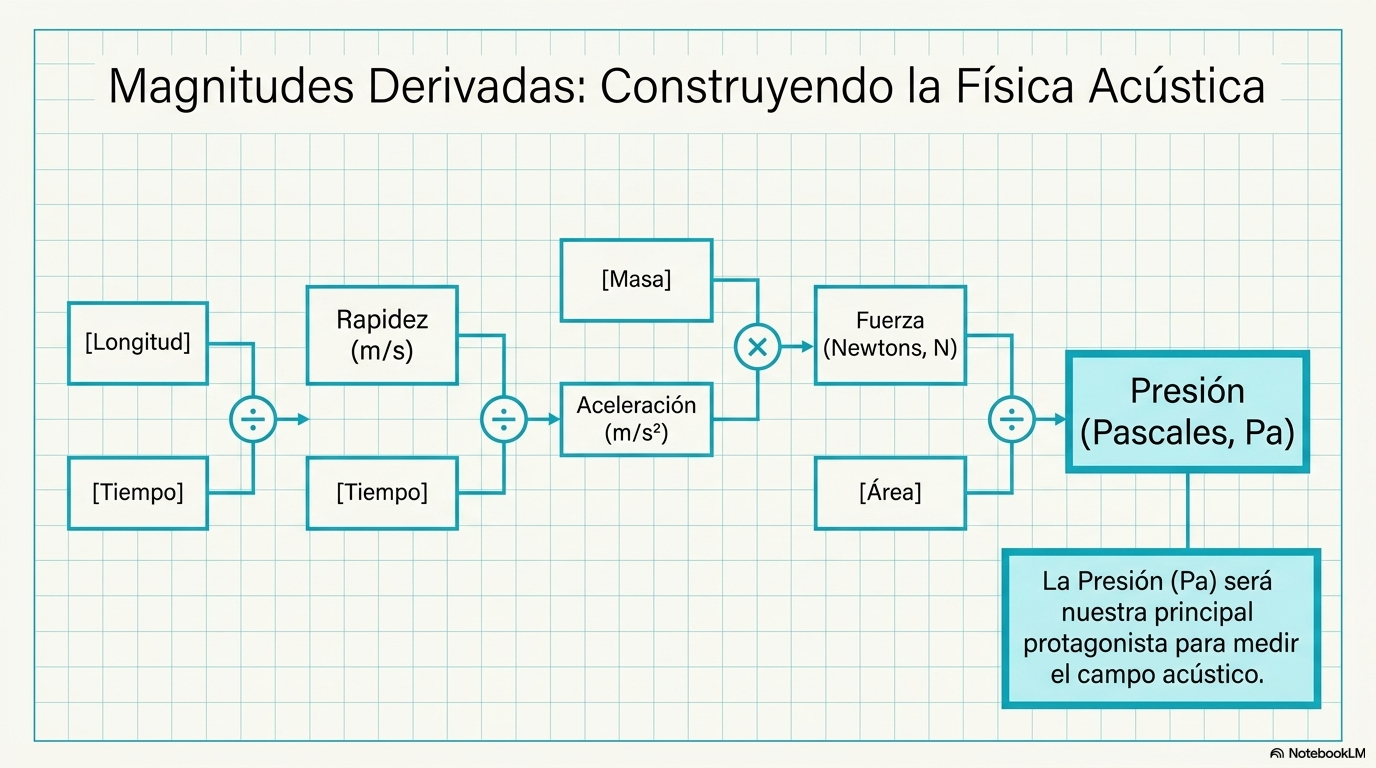 Magnitudes Derivadas: Construyendo la Física Acústica
[Longitud]
÷
[Tiempo]
Rapidez
(m/s)
÷
[Tiempo]
[Masa]
×
Aceleración
(m/s²)
Fuerza
(Newtons, N)
÷
[Área]
Presión
(Pascales, Pa)
La Presión (Pa) será
nuestra principal
protagonista para medir
el campo acústico.
NotebookLM